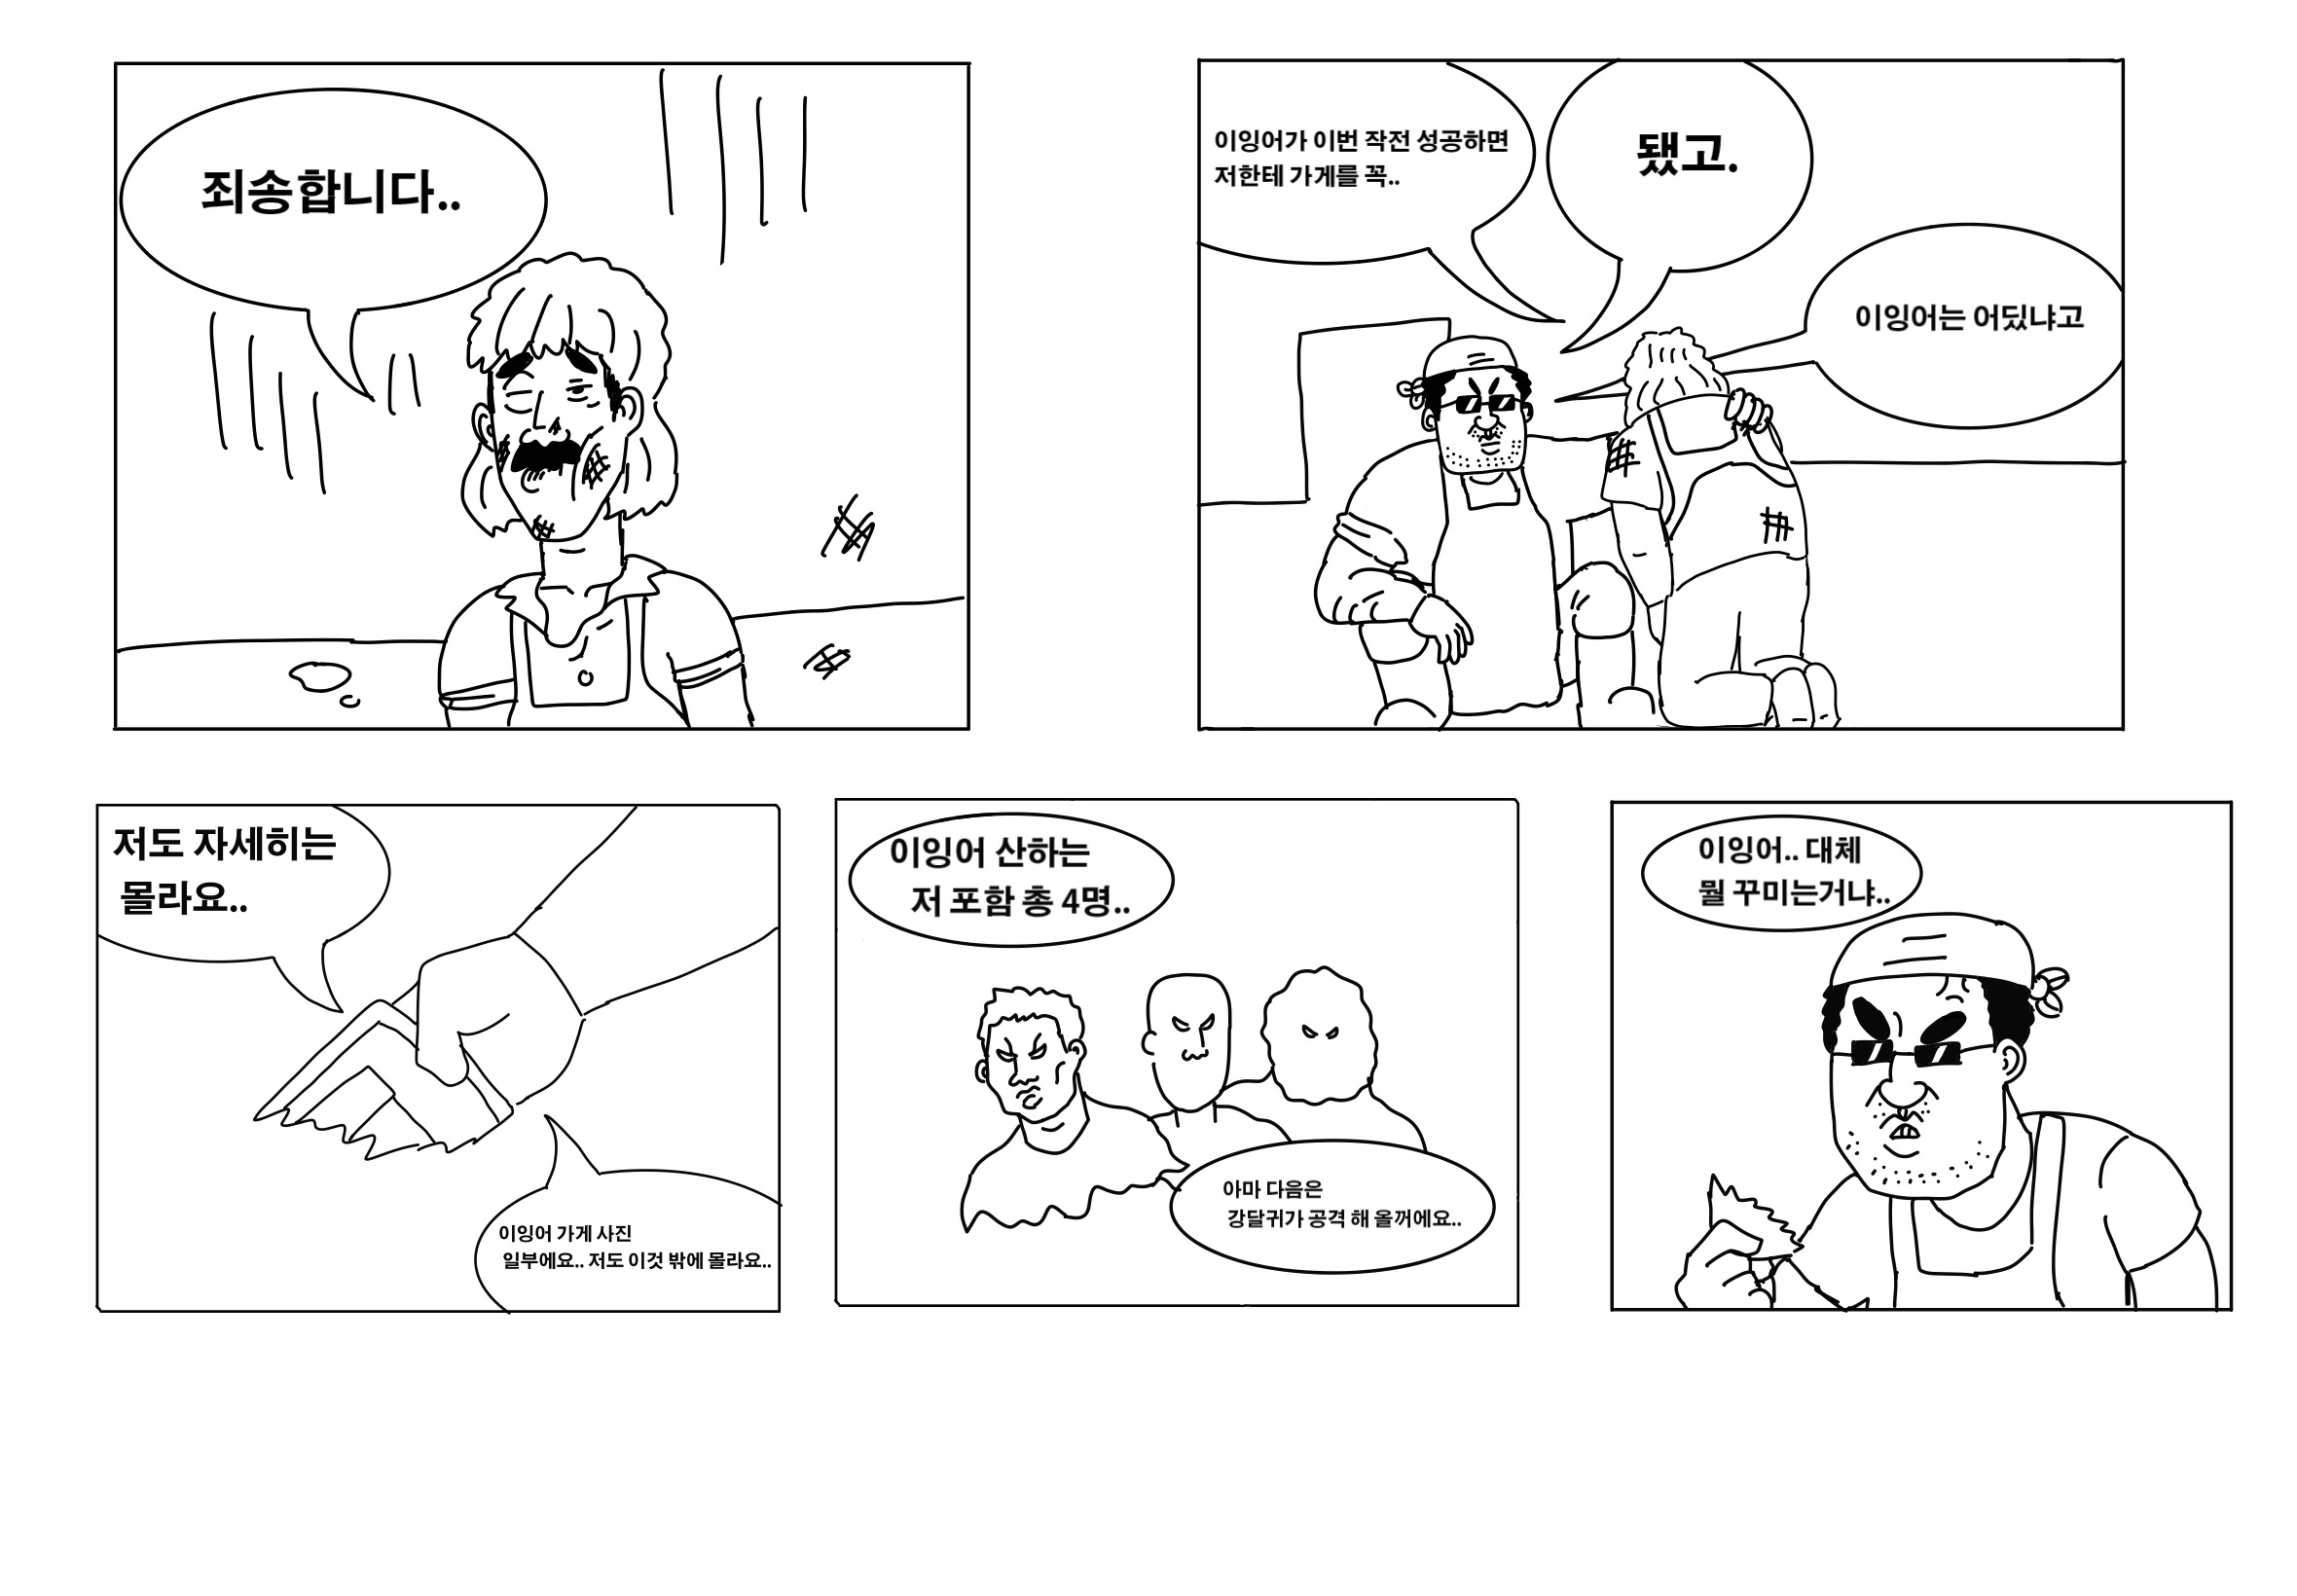 죄송합니다..
이잉어가 이번 작전 성공하면
저한테 가게를 꼭..
됐고.
이잉어는 어딨냐고
저도 자세히는
몰라요..
이잉어 가게 사진
일부에요.. 저도 이것 밖에 몰라요..
이잉어 산하는
저 포함 총 4명..
아마 다음은
강달귀가 공격 해 올꺼에요..
이잉어.. 대체
뭘 꾸미는거냐..